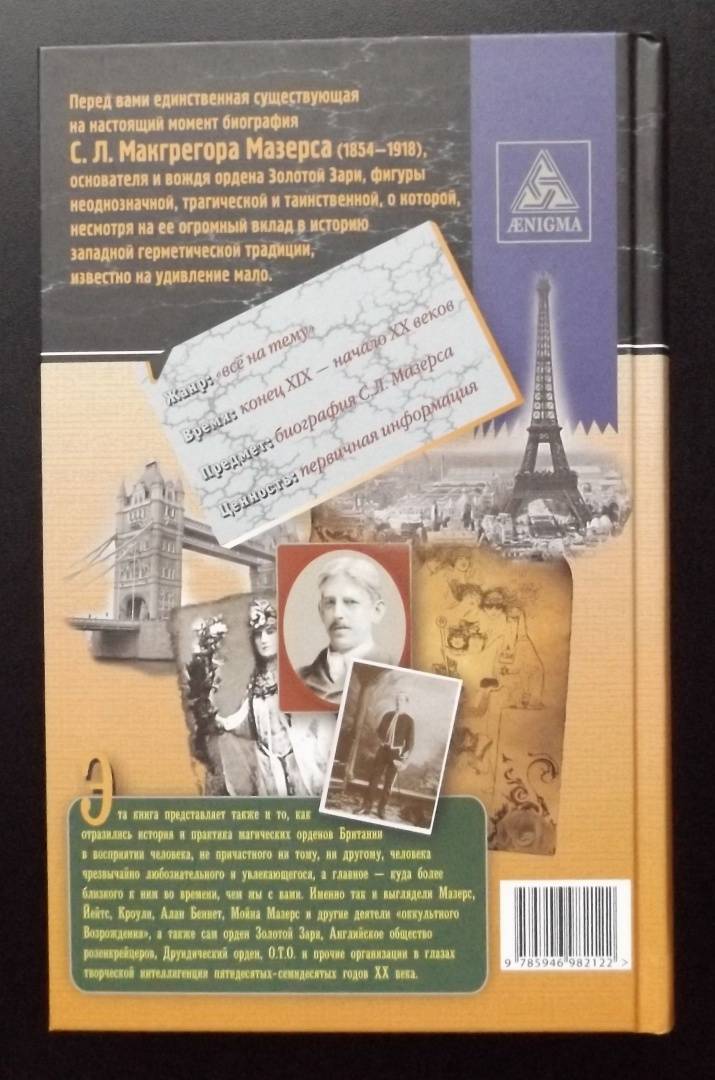 Перед вами единственная существующая
на настоящий момент биография
С. Л. Макгрегора Мазерса (1854–1918),
основателя и вождя ордена Золотой Зари, фигуры
неоднозначной, трагической и таинственной, о которой,
несмотря на ее огромный вклад в историю
западной герметической традиции,
известно на удивление мало.
ÆNIGMA
Жанр: «всё на тему»
Время: конец XIX — начало XX веков
Предмет: биография С. Л. Мазерса
Ценность: первичная информация
Эта книга представляет также и то, как
отразились история и практика магических орденов Британии
в восприятии человека, не причастного ни тому, ни другому, человека
чрезвычайно любознательного и увлекающегося, а главное — куда более
близкого к ним во времени, чем мы с вами. Именно так и выглядели Мазерс,
Йейтс, Кроули, Алан Беннет, Мойна Мазерс и другие деятели «оккультного
Возрождения», а также сам орден Золотой Зари, Английское общество
розенкрейцеров, Друидический орден, О.Т.О. и прочие организации в глазах
творческой интеллигенции пятидесятых-семидесятых годов XX века.
9 785946 982122 >